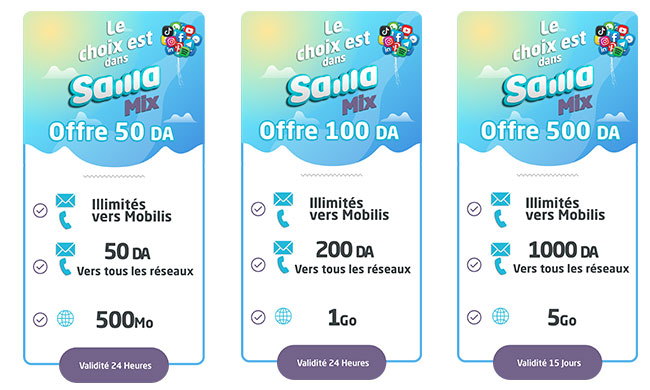 Le
choix est
dans
Sama
Mix
Offre 50 DA
Illimités
vers Mobilis
50 DA
Vers tous les réseaux
500Mo
Validité 24 Heures
Le
choix est
dans
Sama
Mix
Offre 100 DA
Illimités
vers Mobilis
200 DA
Vers tous les réseaux
1Go
Validité 24 Heures
Le
choix est
dans
Sama
Mix
Offre 500 DA
Illimités
vers Mobilis
1000 DA
Vers tous les réseaux
5Go
Validité 15 Jours